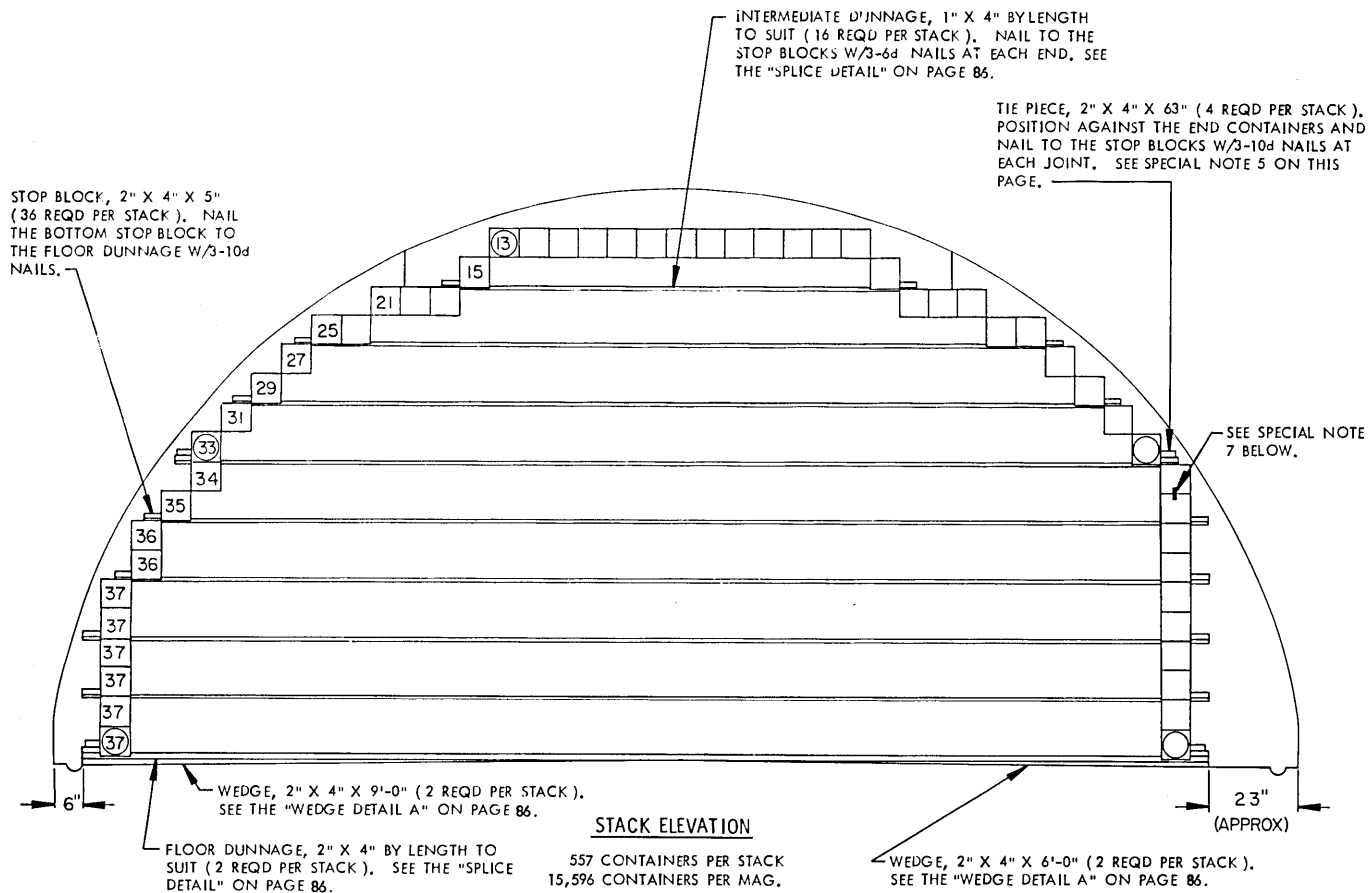 INTERMEDIATE DUNNAGE, 1" X 4" BY LENGTH
TO SUIT (16 REQD PER STACK). NAIL TO THE
STOP BLOCKS W/3-6d NAILS AT EACH END. SEE
THE "SPLICE DETAIL" ON PAGE 86.
TIE PIECE, 2" X 4" X 63" (4 REQD PER STACK).
POSITION AGAINST THE END CONTAINERS AND
NAIL TO THE STOP BLOCKS W/3-10d NAILS AT
EACH JOINT. SEE SPECIAL NOTE 5 ON THIS
PAGE.
STOP BLOCK, 2" X 4" X 5"
(36 REQD PER STACK). NAIL
THE BOTTOM STOP BLOCK TO
THE FLOOR DUNNAGE W/3-10d
NAILS.
13
15
21
25
27
29
31
33
34
35
36
36
37
37
37
37
37
37
SEE SPECIAL NOTE
7 BELOW.
6"
WEDGE, 2" X 4" X 9'-0" (2 REQD PER STACK).
SEE THE "WEDGE DETAIL A" ON PAGE 86.
23"
(APPROX)
FLOOR DUNNAGE, 2" X 4" BY LENGTH TO
SUIT (2 REQD PER STACK). SEE THE "SPLICE
DETAIL" ON PAGE 86.
STACK ELEVATION
557 CONTAINERS PER STACK
15,596 CONTAINERS PER MAG.
WEDGE, 2" X 4" X 6'-0" (2 REQD PER STACK).
SEE THE "WEDGE DETAIL A" ON PAGE 86.